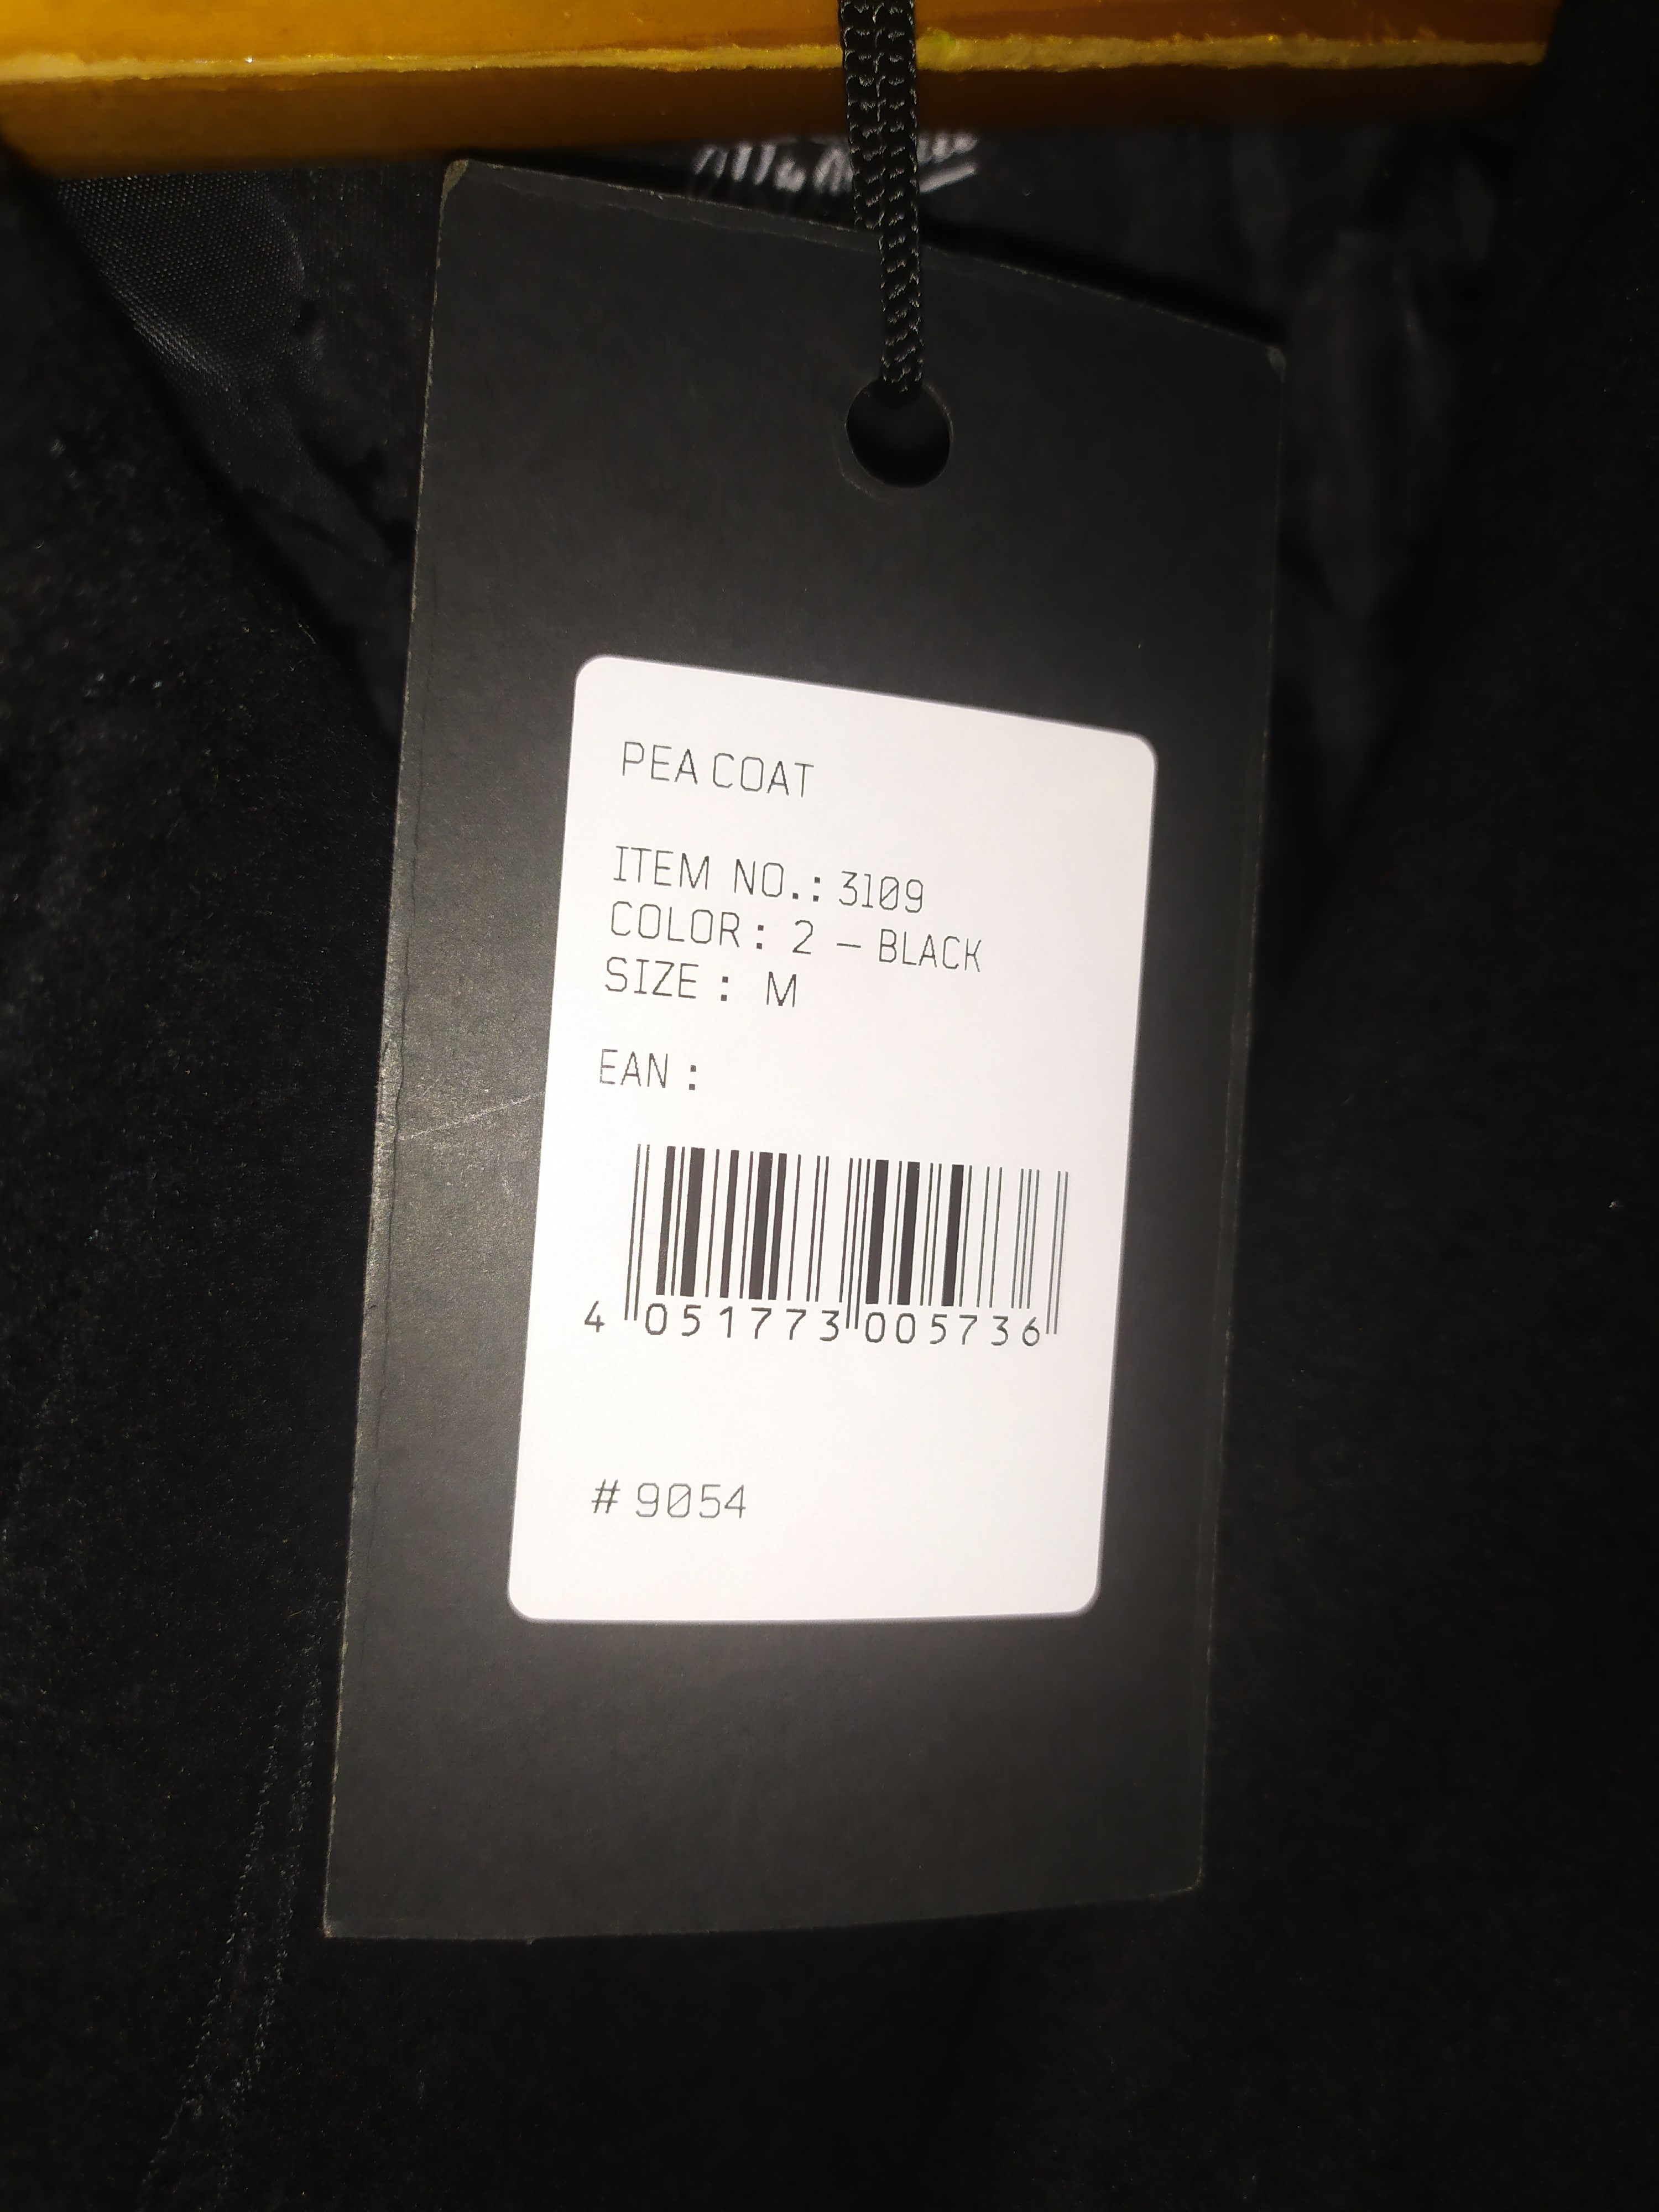 PEA COAT
ITEM NO.: 3109
COLOR: 2 – BLACK
SIZE : M
EAN :
4 051773 005736
# 9054